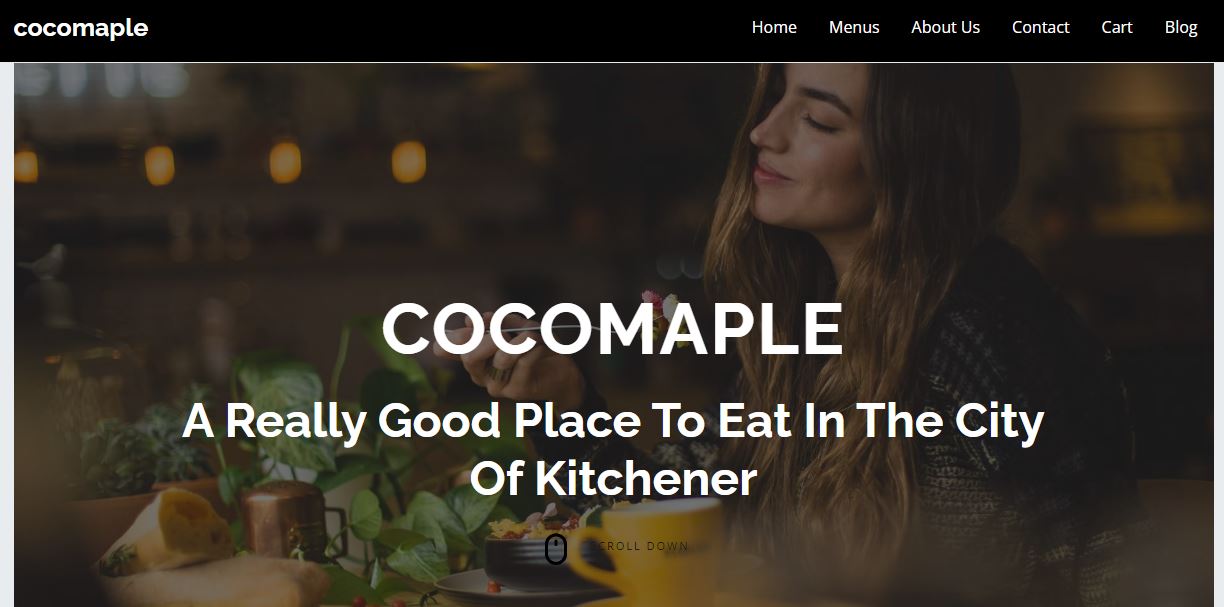 cocomaple Home Menus About Us Contact Cart Blog
COCOMAPLE
A Really Good Place To Eat In The City
Of Kitchener
SCROLL DOWN